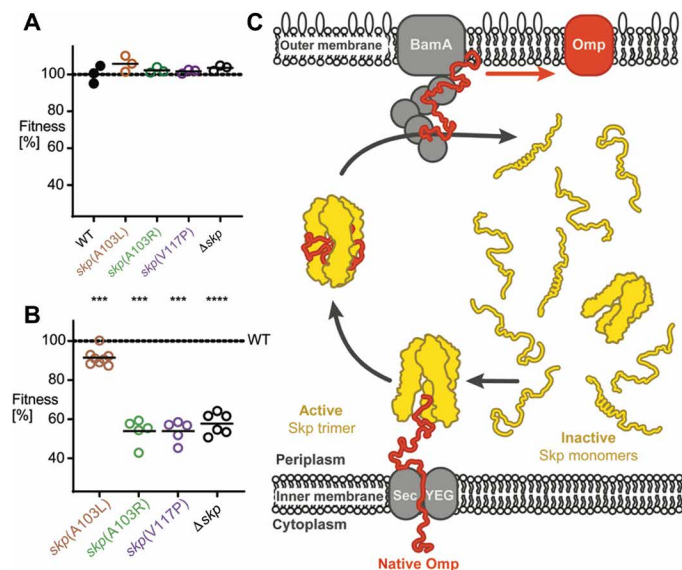 A
100
80
60
40
Fitness
[%]
WT
skp(A103L)
skp(A103R)
skp(V117P)
Δskp
B
*** *** *** ****
100
80
60
40
WT
Fitness
[%]
skp(A103L)
skp(A103R)
skp(V117P)
Δskp
C
Outer membrane
BamA
Omp
Active
Skp trimer
Inactive
Skp monomers
Periplasm
Inner membrane
Sec YEG
Cytoplasm
Native Omp